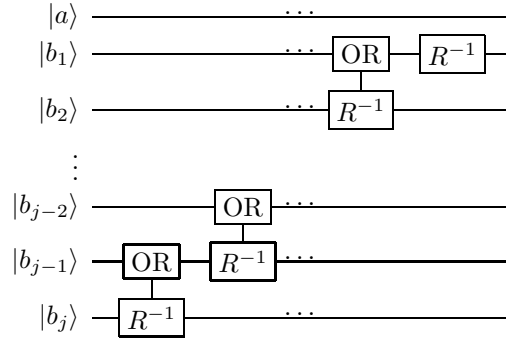 |a⟩ ···
|b₁⟩ ··· OR R⁻¹
|b₂⟩ ··· R⁻¹
⋮
|b_{j−2}⟩ OR ···
|b_{j−1}⟩ OR R⁻¹ ···
|b_j⟩ R⁻¹ ···